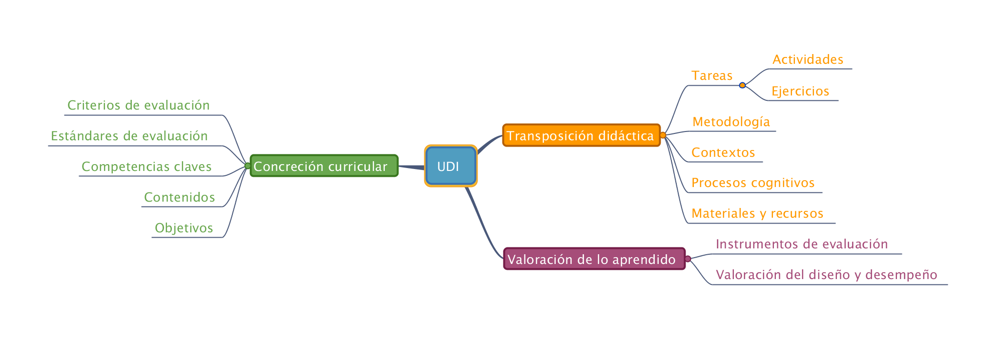 UDI
Concreción curricular
Criterios de evaluación
Estándares de evaluación
Competencias claves
Contenidos
Objetivos
Transposición didáctica
Tareas
Actividades
Ejercicios
Metodología
Contextos
Procesos cognitivos
Materiales y recursos
Valoración de lo aprendido
Instrumentos de evaluación
Valoración del diseño y desempeño